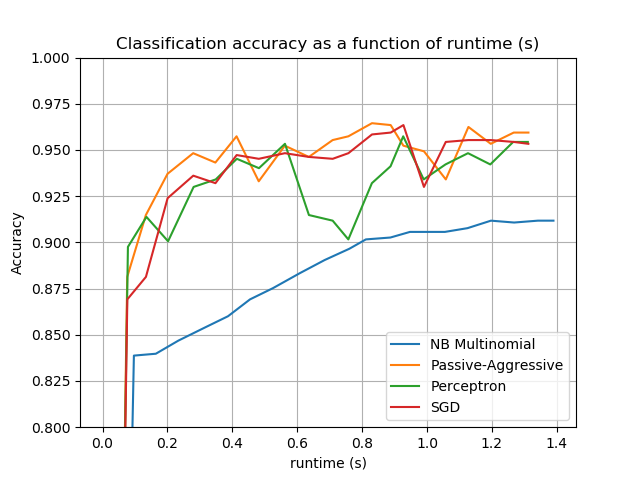 Classification accuracy as a function of runtime (s)
1.000
0.975
0.950
0.925
0.900
0.875
0.850
0.825
0.800
Accuracy
NB Multinomial
Passive-Aggressive
Perceptron
SGD
0.0 0.2 0.4 0.6 0.8 1.0 1.2 1.4
runtime (s)